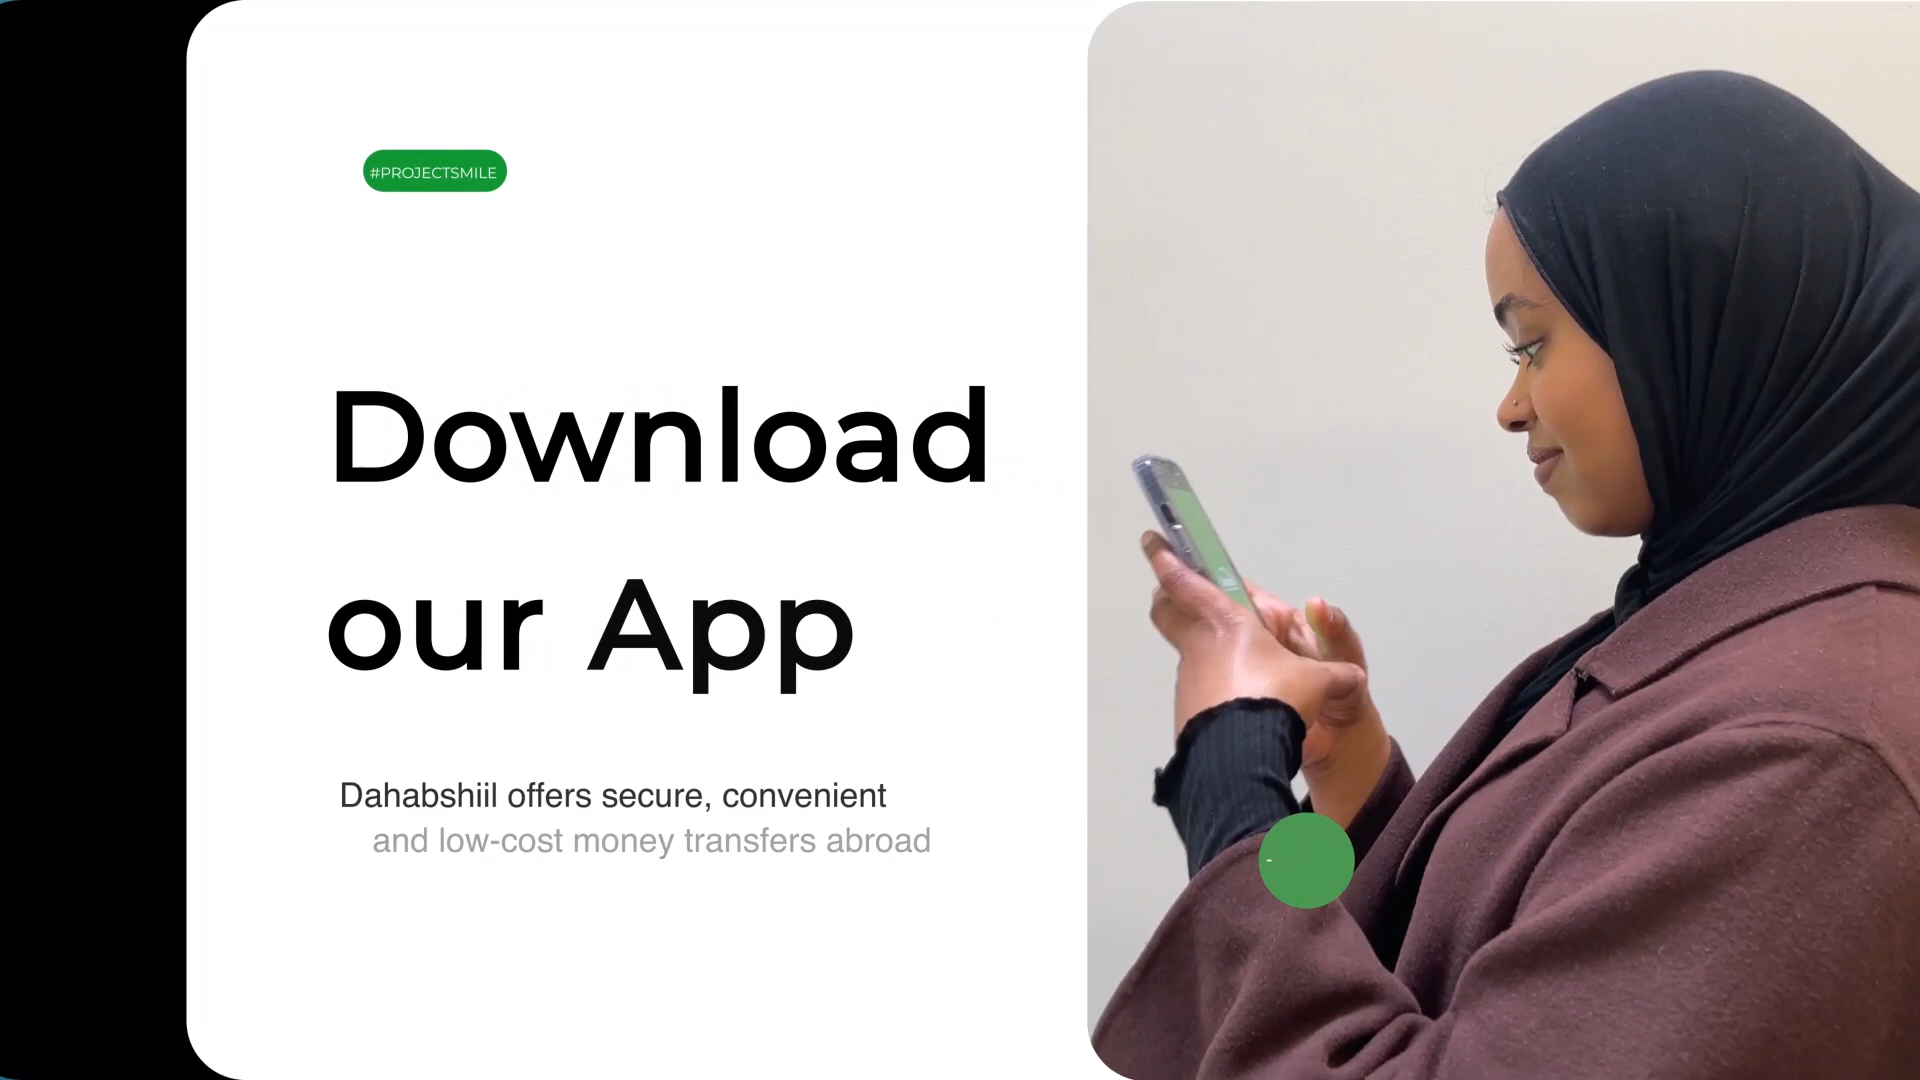 #PROJECTSMILE
Download
our App
Dahabshiil offers secure, convenient
and low-cost money transfers abroad